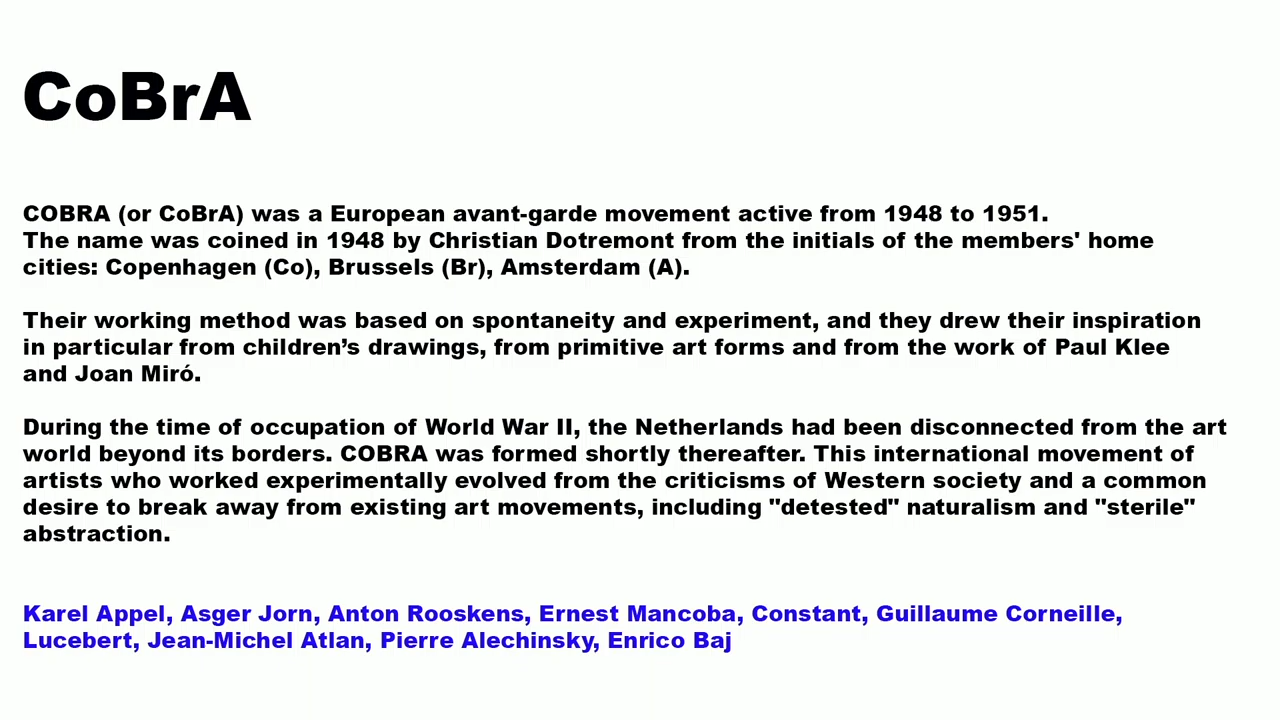 CoBrA
COBRA (or CoBrA) was a European avant-garde movement active from 1948 to 1951.
The name was coined in 1948 by Christian Dotremont from the initials of the members' home
cities: Copenhagen (Co), Brussels (Br), Amsterdam (A).
Their working method was based on spontaneity and experiment, and they drew their inspiration
in particular from children’s drawings, from primitive art forms and from the work of Paul Klee
and Joan Miró.
During the time of occupation of World War II, the Netherlands had been disconnected from the art
world beyond its borders. COBRA was formed shortly thereafter. This international movement of
artists who worked experimentally evolved from the criticisms of Western society and a common
desire to break away from existing art movements, including "detested" naturalism and "sterile"
abstraction.
Karel Appel, Asger Jorn, Anton Rooskens, Ernest Mancoba, Constant, Guillaume Corneille,
Lucebert, Jean-Michel Atlan, Pierre Alechinsky, Enrico Baj